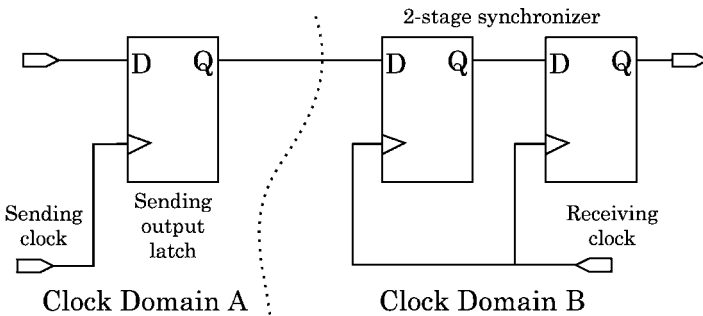 2-stage synchronizer
D Q
D Q
D Q
Sending
clock
Sending
output
latch
Receiving
clock
Clock Domain A
Clock Domain B